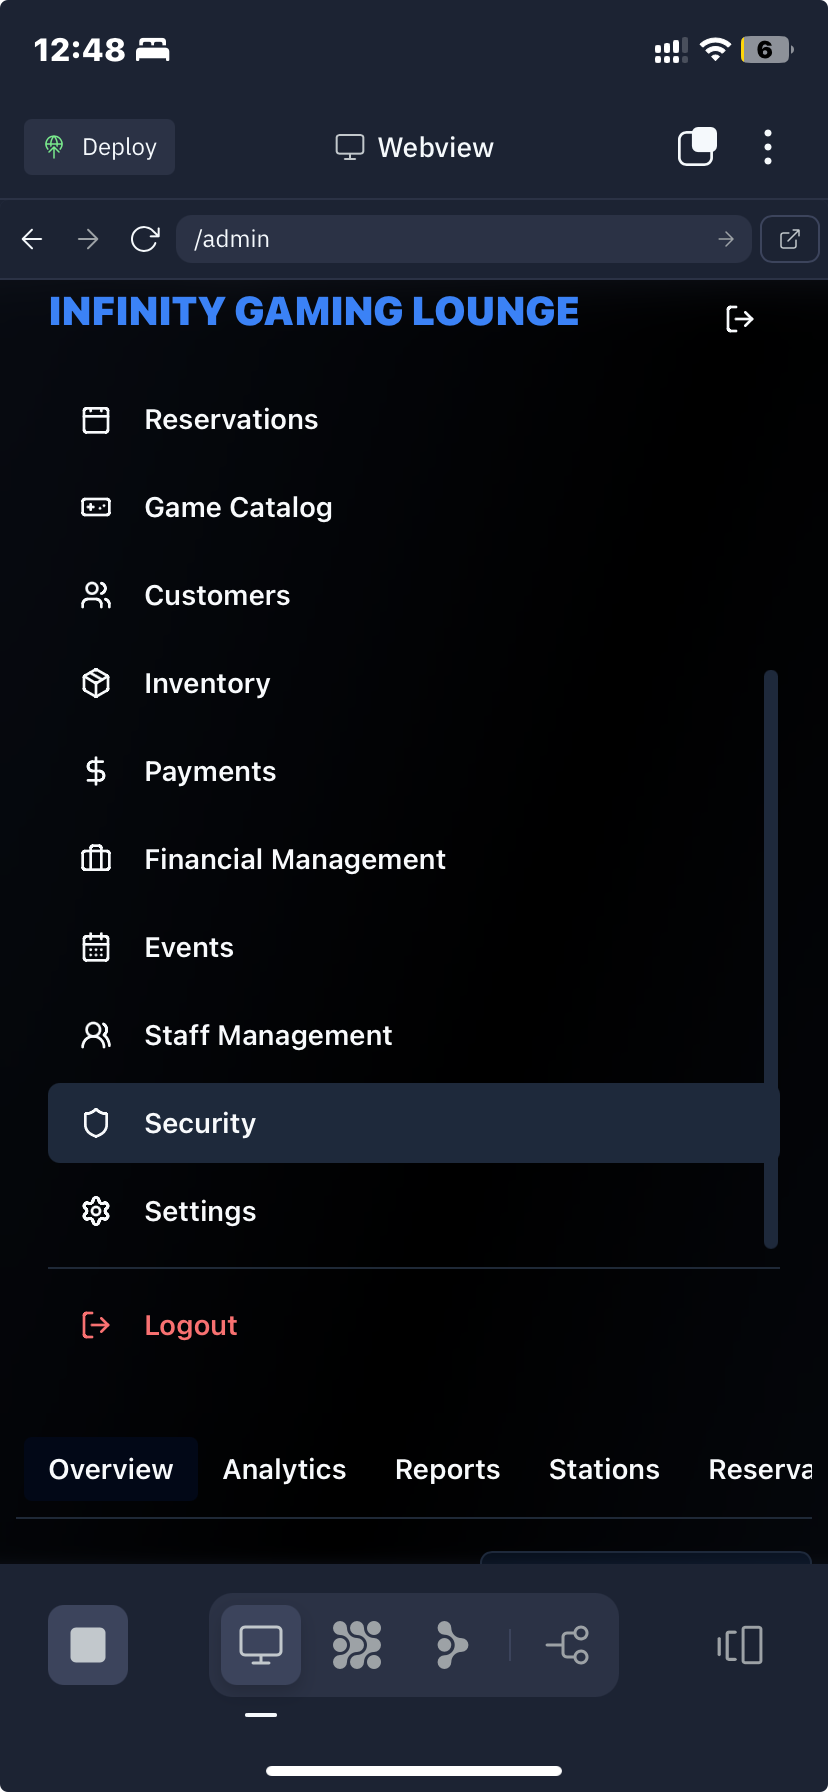 12:48
6
Deploy
Webview
/admin
INFINITY GAMING LOUNGE
Reservations
Game Catalog
Customers
Inventory
Payments
Financial Management
Events
Staff Management
Security
Settings
Logout
Overview Analytics Reports Stations Reserva